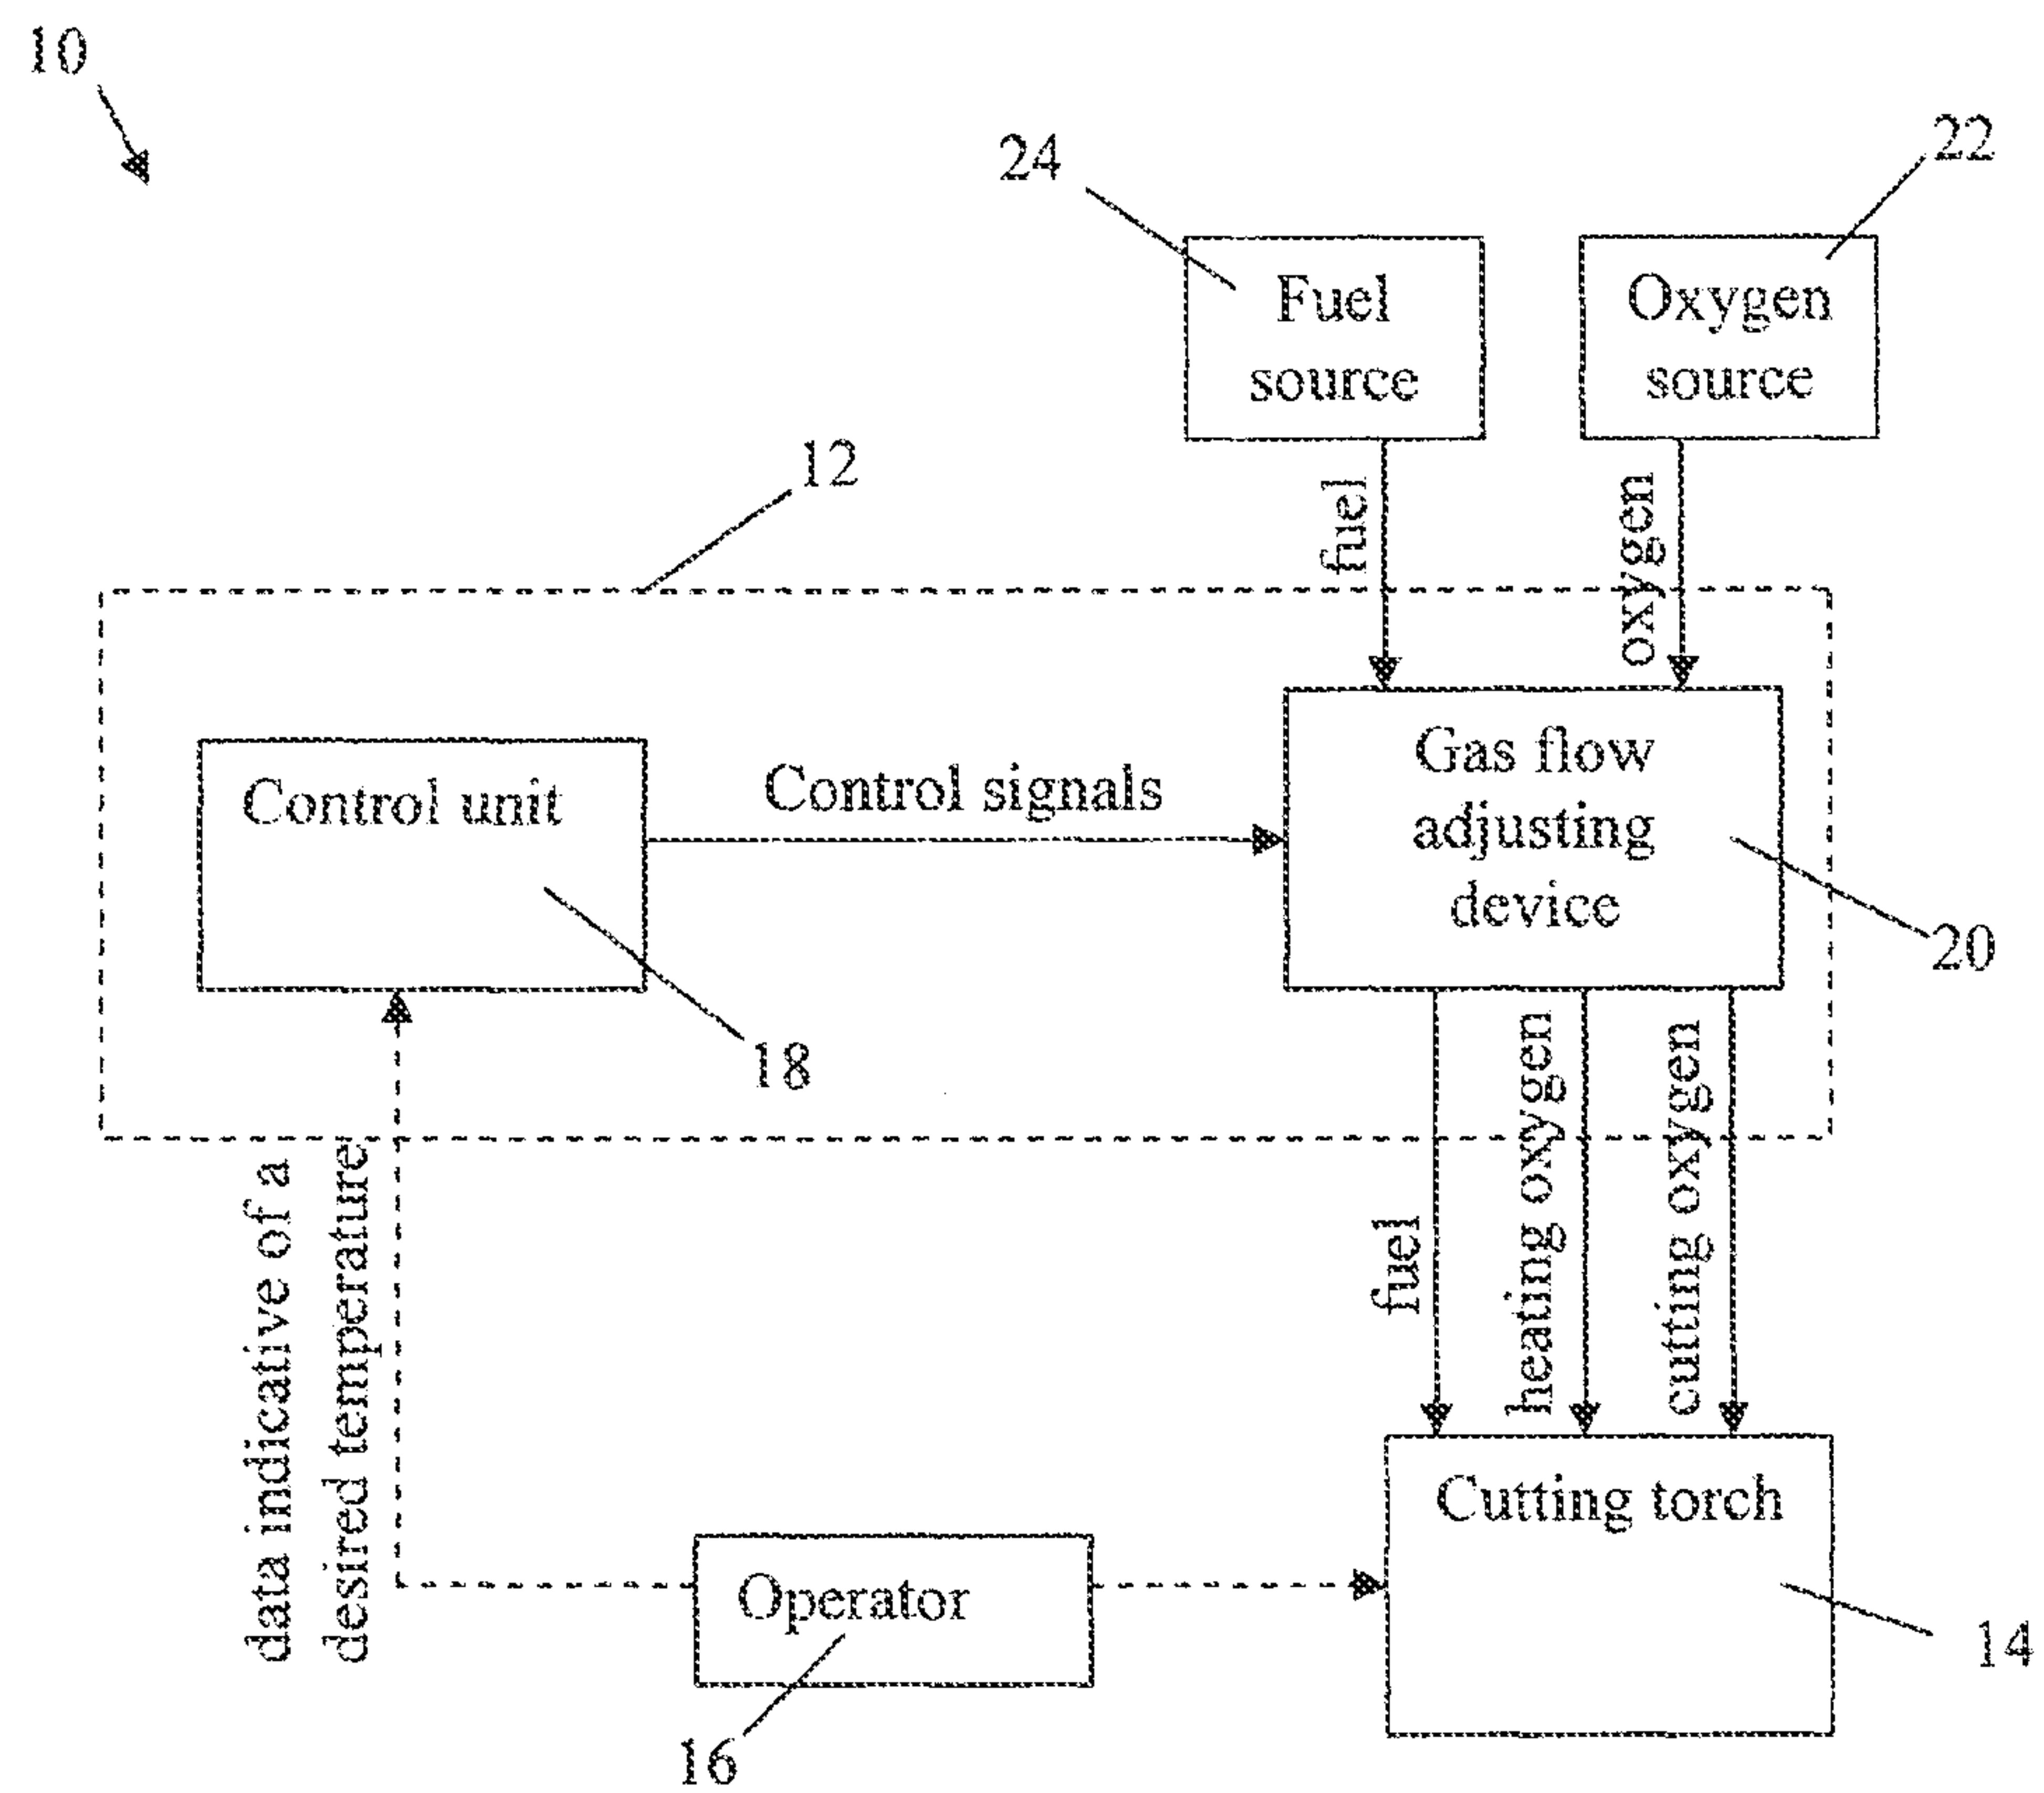 10
24
22
Fuel
source
Oxygen
source
12
fuel
oxygen
Control unit
Control signals
Gas flow
adjusting
device
20
18
data indicative of a
desired temperature
fuel
heating oxygen
cutting oxygen
Cutting torch
Operator
14
16